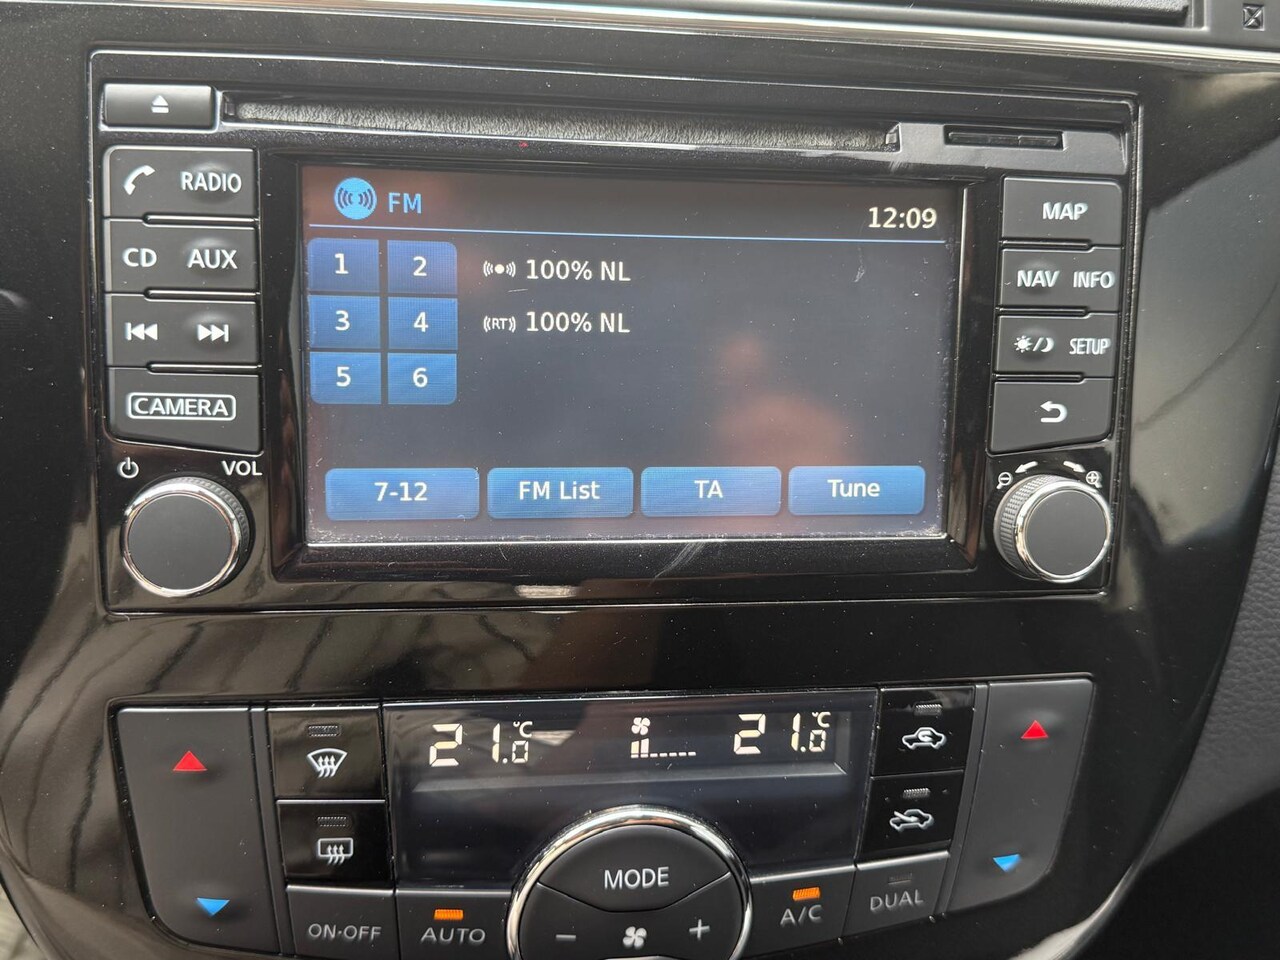 RADIO
CD AUX
CAMERA
VOL
FM
12:09
1 2
3 4
5 6
100% NL
(RT) 100% NL
7-12 FM List TA Tune
MAP
NAV INFO
SETUP
21.0 °C
21.0 °C
MODE
- +
ON·OFF
AUTO
A/C
DUAL